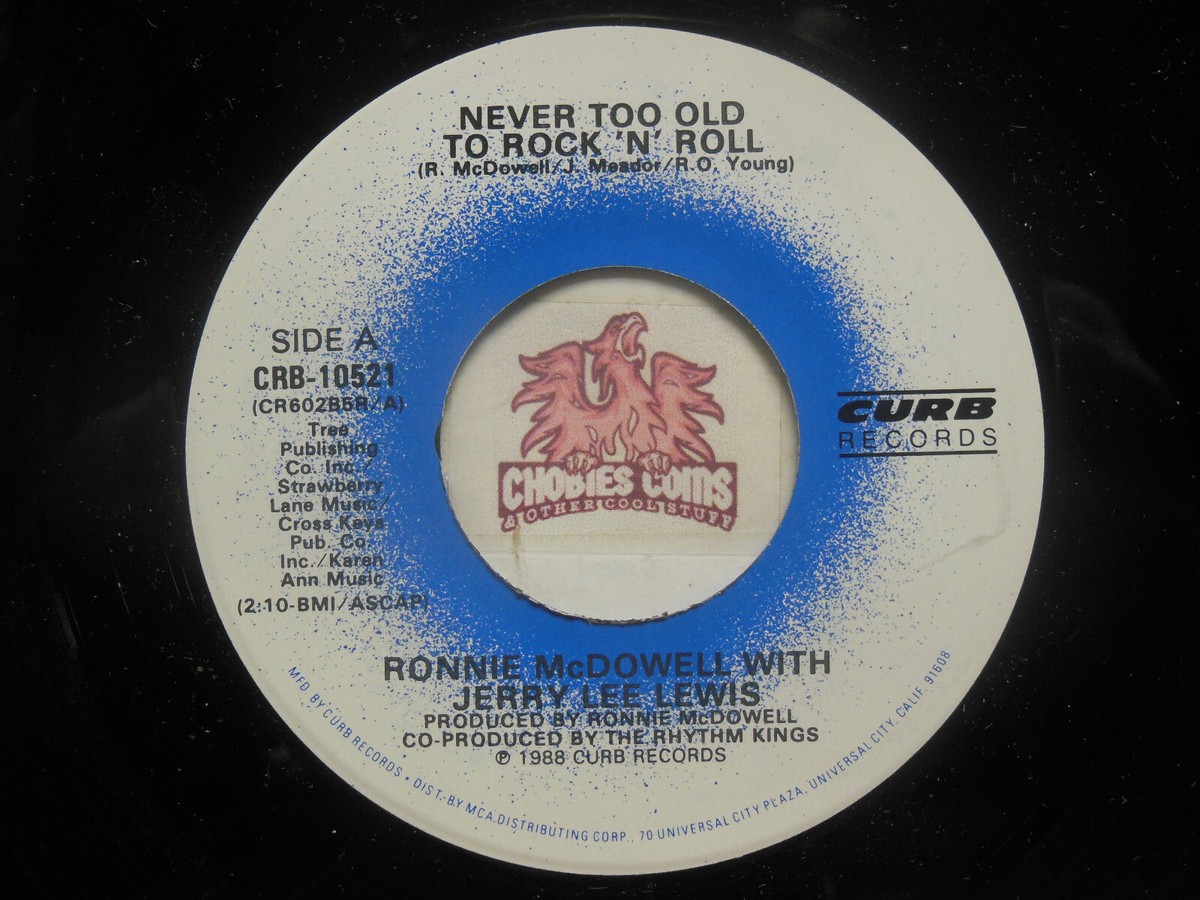 NEVER TOO OLD
TO ROCK 'N' ROLL
(R. McDowell/J. Meador/R.O. Young)
SIDE A
CRB-10521
(CR60285R/A)
Tree
Publishing
Co. Inc./
Strawberry
Lane Music/
Cross Keys
Pub. Co.
Inc./Karen
Ann Music
(2:10-BMI/ASCAP)
CURB
RECORDS
CHOBIES COINS
& OTHER COOL STUFF
RONNIE McDOWELL WITH
JERRY LEE LEWIS
PRODUCED BY RONNIE McDOWELL
CO-PRODUCED BY THE RHYTHM KINGS
℗ 1988 CURB RECORDS
MFD. BY CURB RECORDS • DIST. BY MCA DISTRIBUTING CORP., 70 UNIVERSAL CITY PLAZA, UNIVERSAL CITY, CALIF. 91608